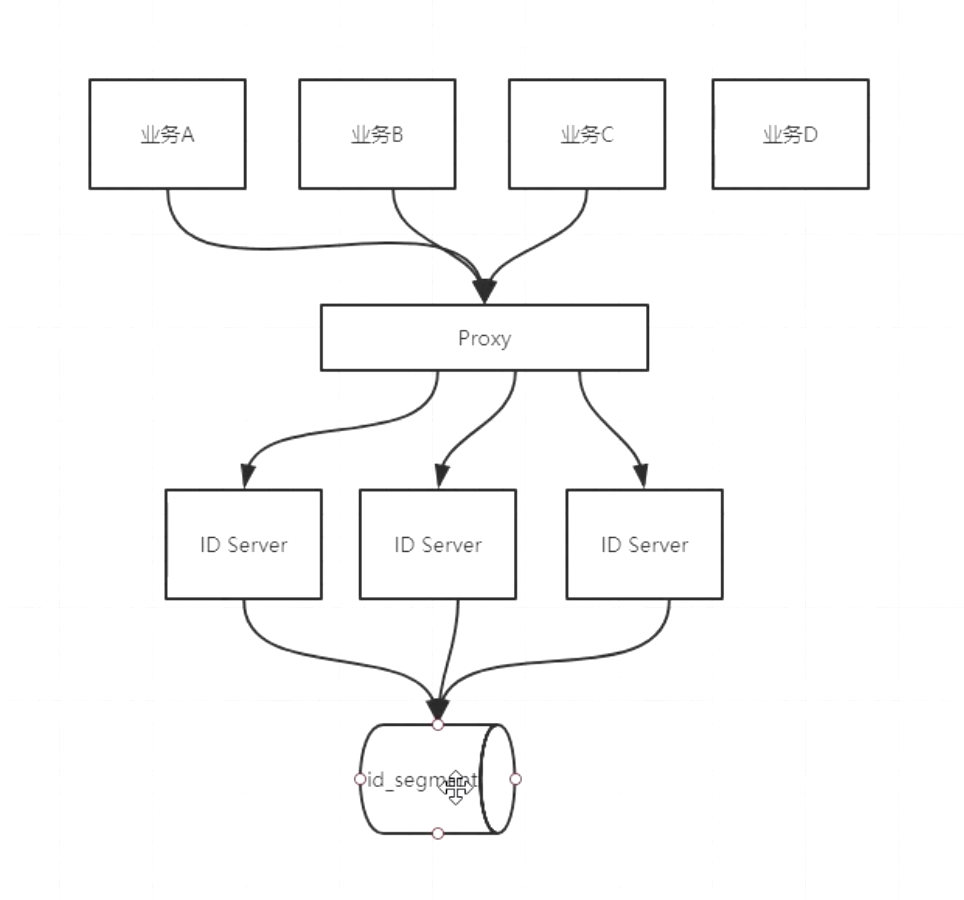 业务A
业务B
业务C
业务D
Proxy
ID Server
ID Server
ID Server
id_segment